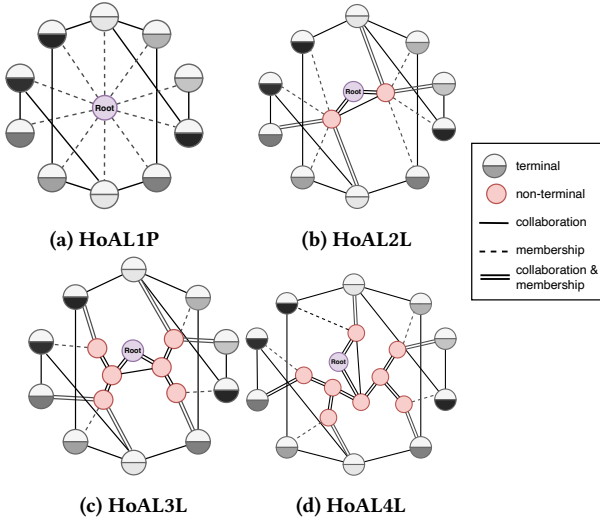 Root
Root
(a) HoAL1P
(b) HoAL2L
terminal
non-terminal
collaboration
membership
collaboration &
membership
Root
Root
(c) HoAL3L
(d) HoAL4L